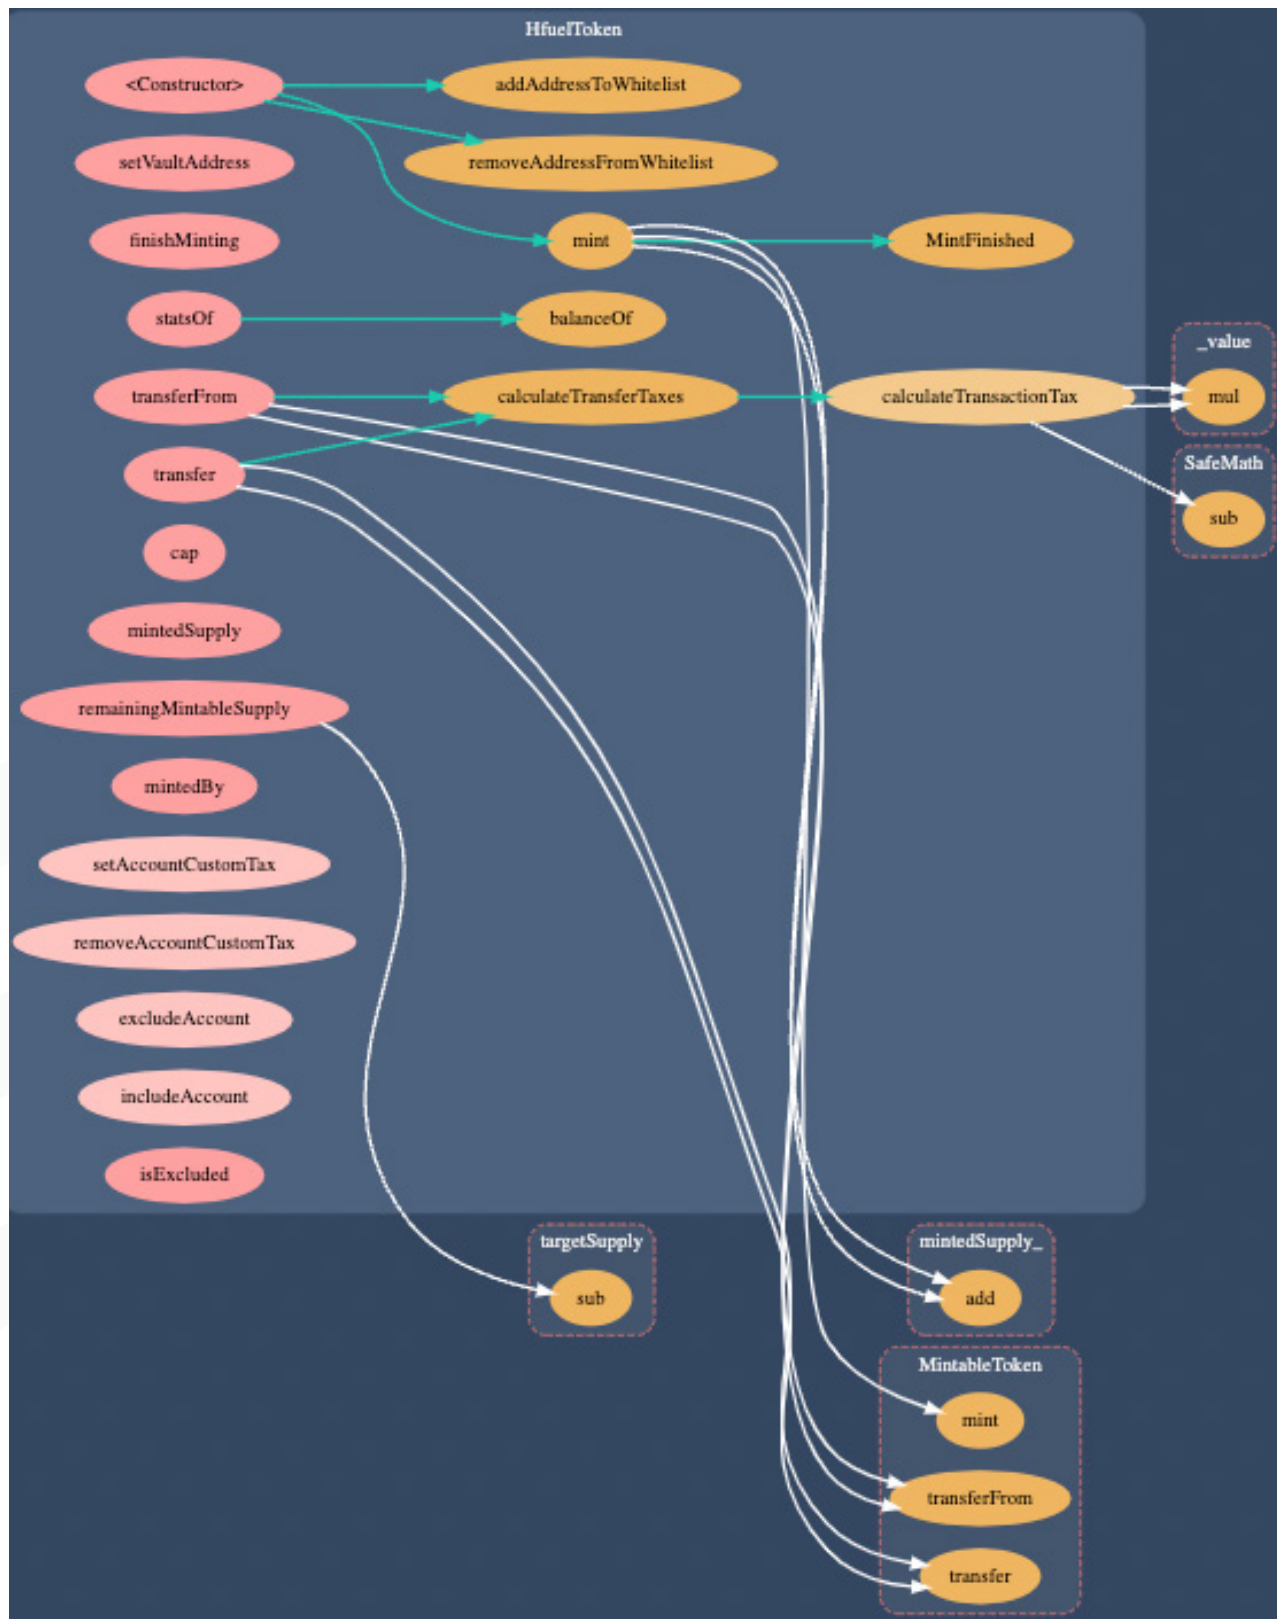 HfuelToken
<Constructor>
addAddressToWhitelist
setVaultAddress
removeAddressFromWhitelist
finishMinting
mint
MintFinished
statsOf
balanceOf
_value
transferFrom
calculateTransferTaxes
calculateTransactionTax
mul
transfer
SafeMath
sub
cap
mintedSupply
remainingMintableSupply
mintedBy
setAccountCustomTax
removeAccountCustomTax
excludeAccount
includeAccount
isExcluded
targetSupply
sub
mintedSupply_
add
MintableToken
mint
transferFrom
transfer